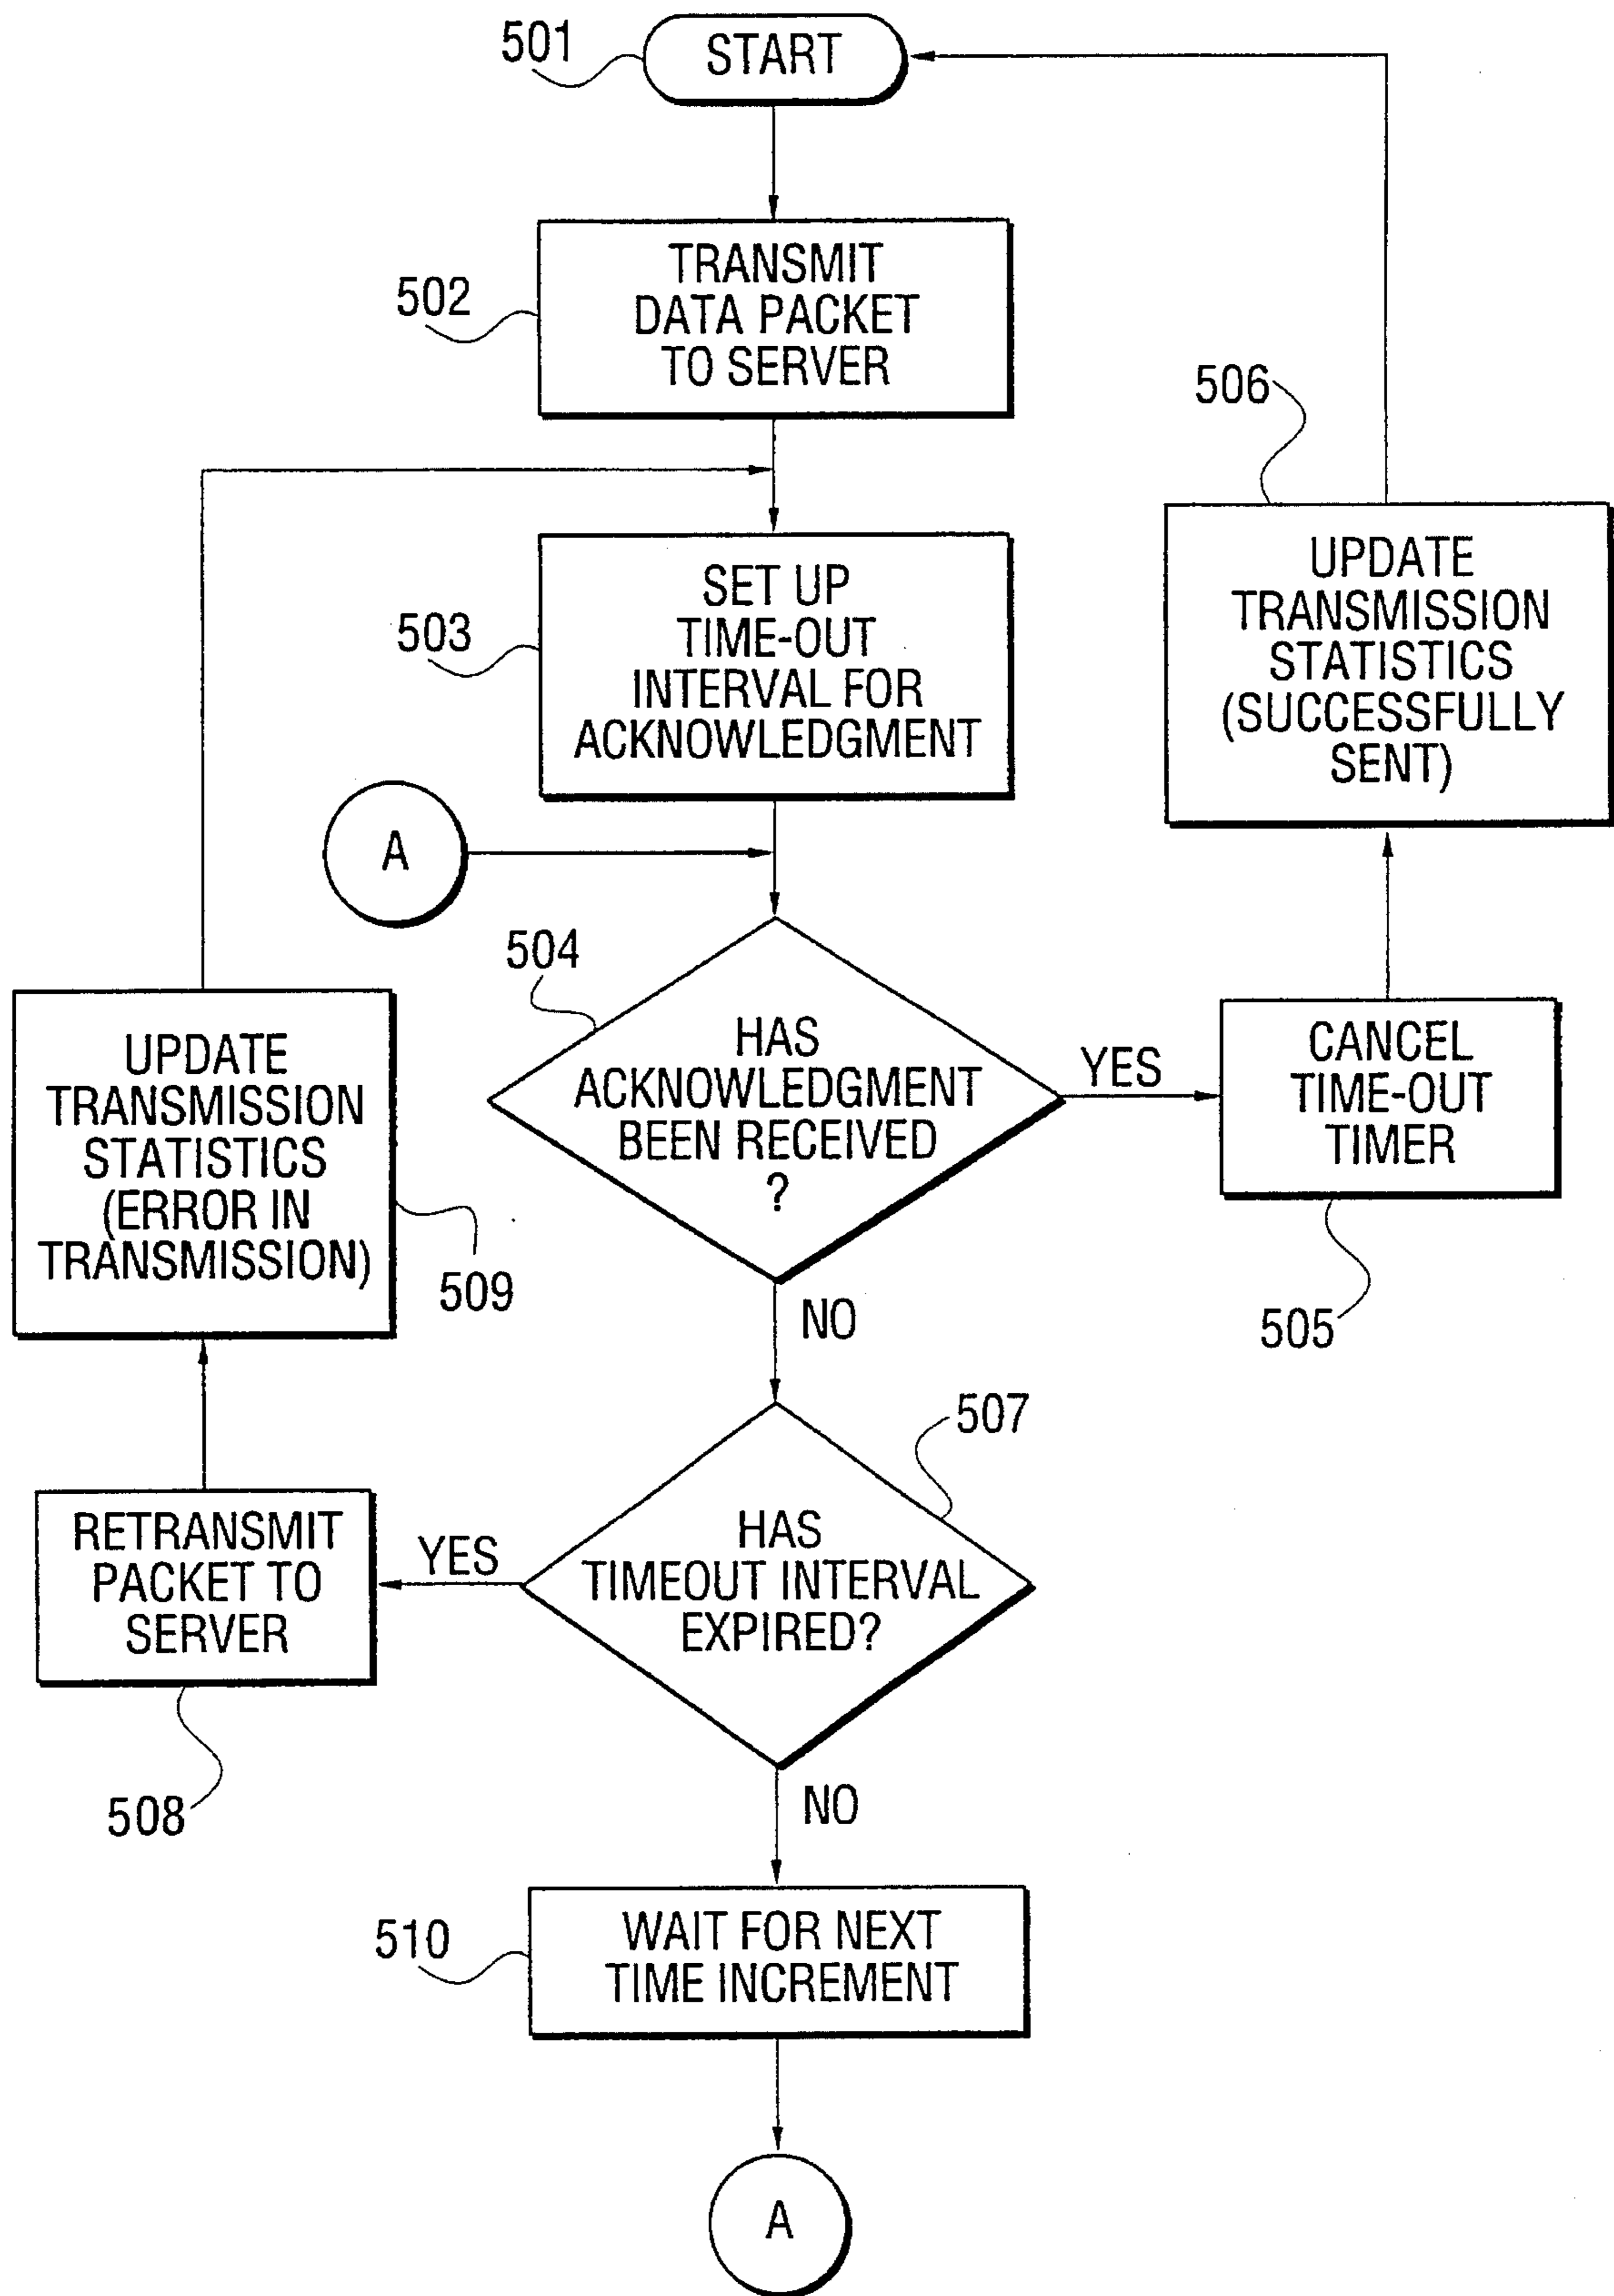 501
START
502
TRANSMIT
DATA PACKET
TO SERVER
506
UPDATE
TRANSMISSION
STATISTICS
(SUCCESSFULLY
SENT)
503
SET UP
TIME-OUT
INTERVAL FOR
ACKNOWLEDGMENT
A
504
HAS
ACKNOWLEDGMENT
BEEN RECEIVED
?
YES
CANCEL
TIME-OUT
TIMER
505
UPDATE
TRANSMISSION
STATISTICS
(ERROR IN
TRANSMISSION)
509
NO
507
HAS
TIMEOUT INTERVAL
EXPIRED?
YES
RETRANSMIT
PACKET TO
SERVER
508
NO
510
WAIT FOR NEXT
TIME INCREMENT
A